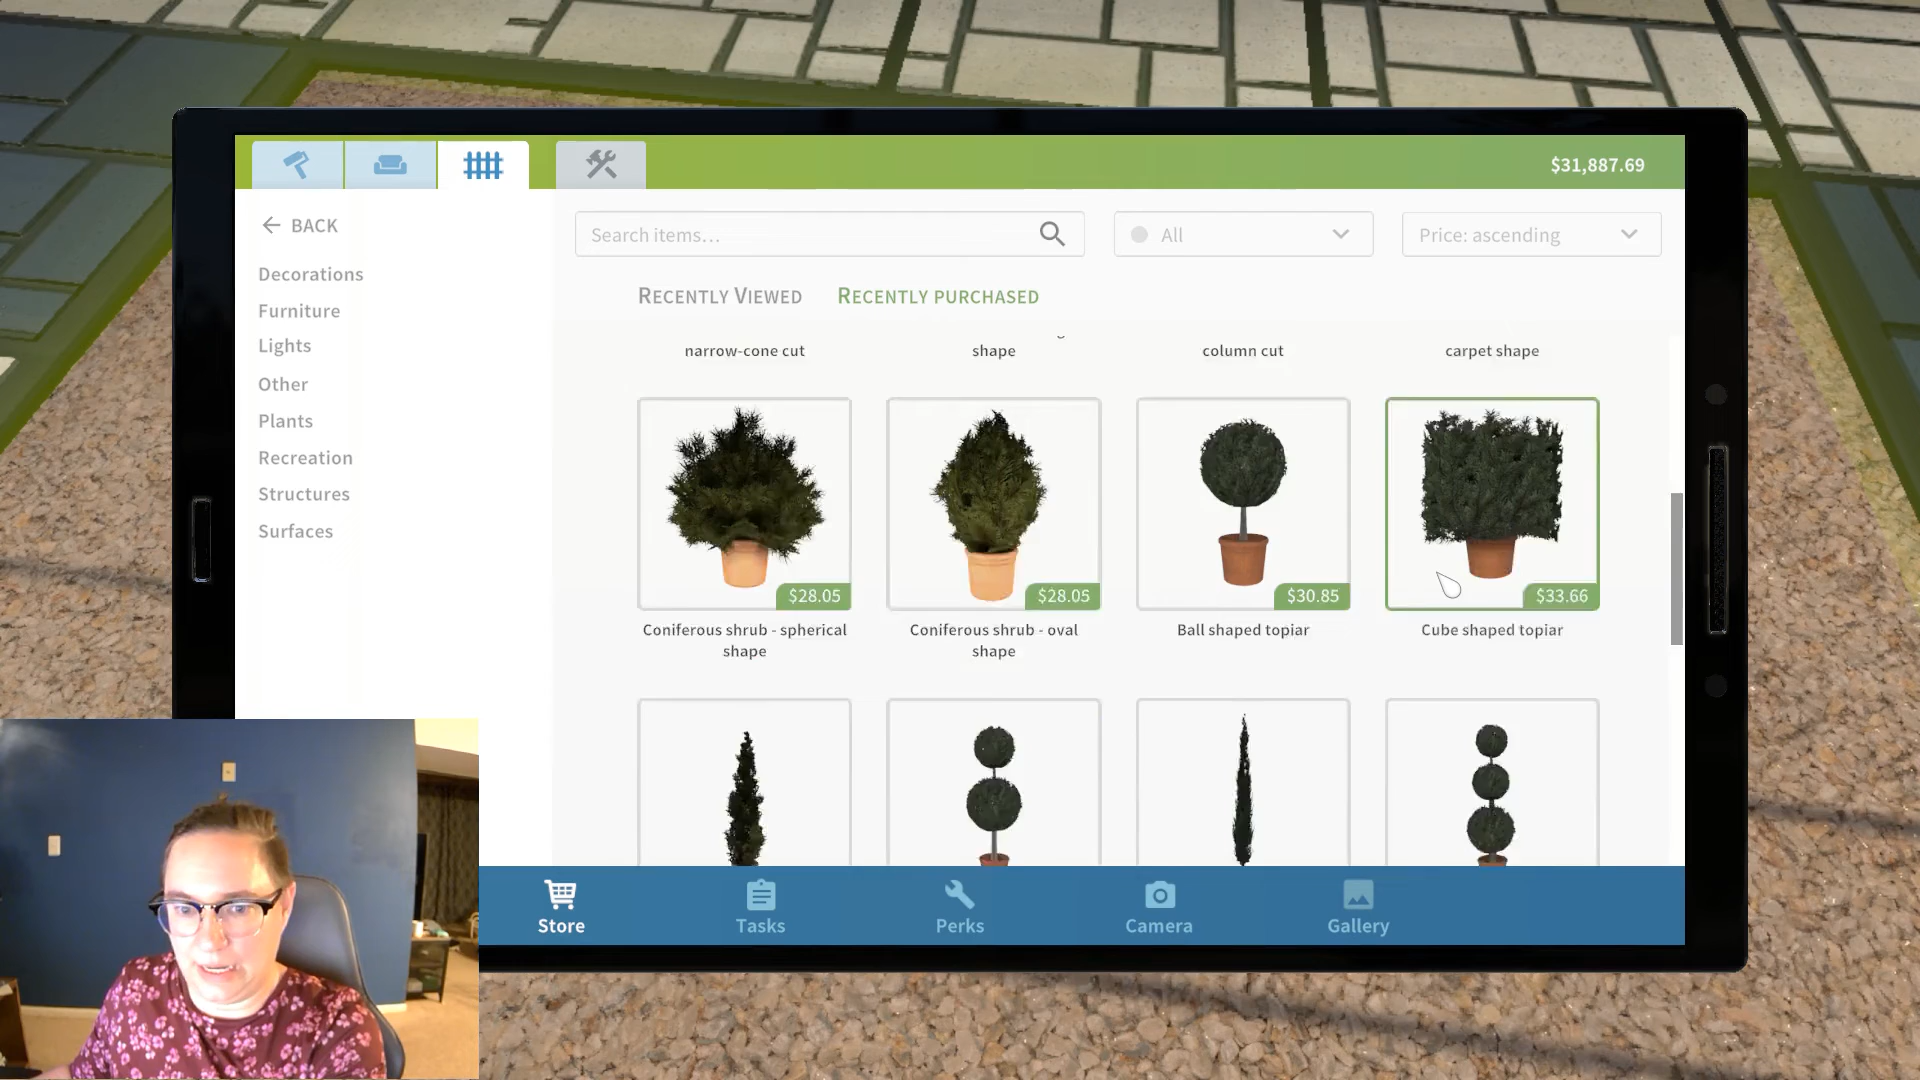 $31,887.69
BACK
Search items...
All
Price: ascending
Decorations
Furniture
Lights
Other
Plants
Recreation
Structures
Surfaces
RECENTLY VIEWED
RECENTLY PURCHASED
narrow-cone cut
shape
column cut
carpet shape
$28.05
$28.05
$30.85
$33.66
Coniferous shrub - spherical
shape
Coniferous shrub - oval
shape
Ball shaped topiar
Cube shaped topiar
Store
Tasks
Perks
Camera
Gallery